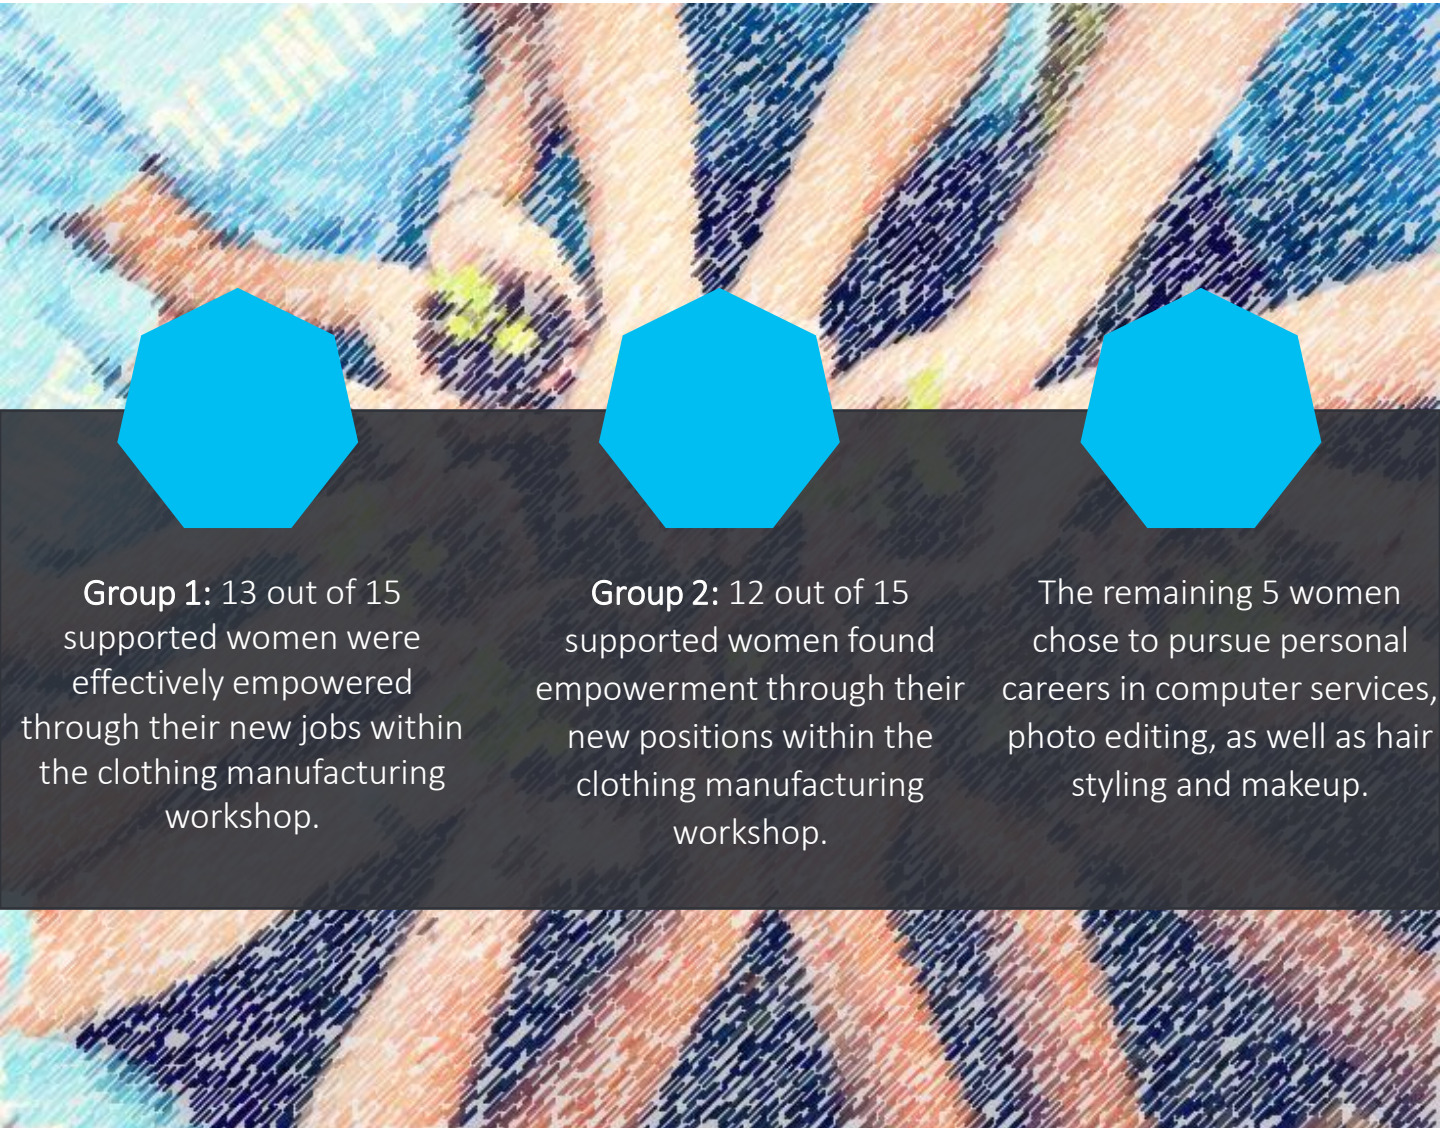 Group 1: 13 out of 15
supported women were
effectively empowered
through their new jobs within
the clothing manufacturing
workshop.
Group 2: 12 out of 15
supported women found
empowerment through their
new positions within the
clothing manufacturing
workshop.
The remaining 5 women
chose to pursue personal
careers in computer services,
photo editing, as well as hair
styling and makeup.